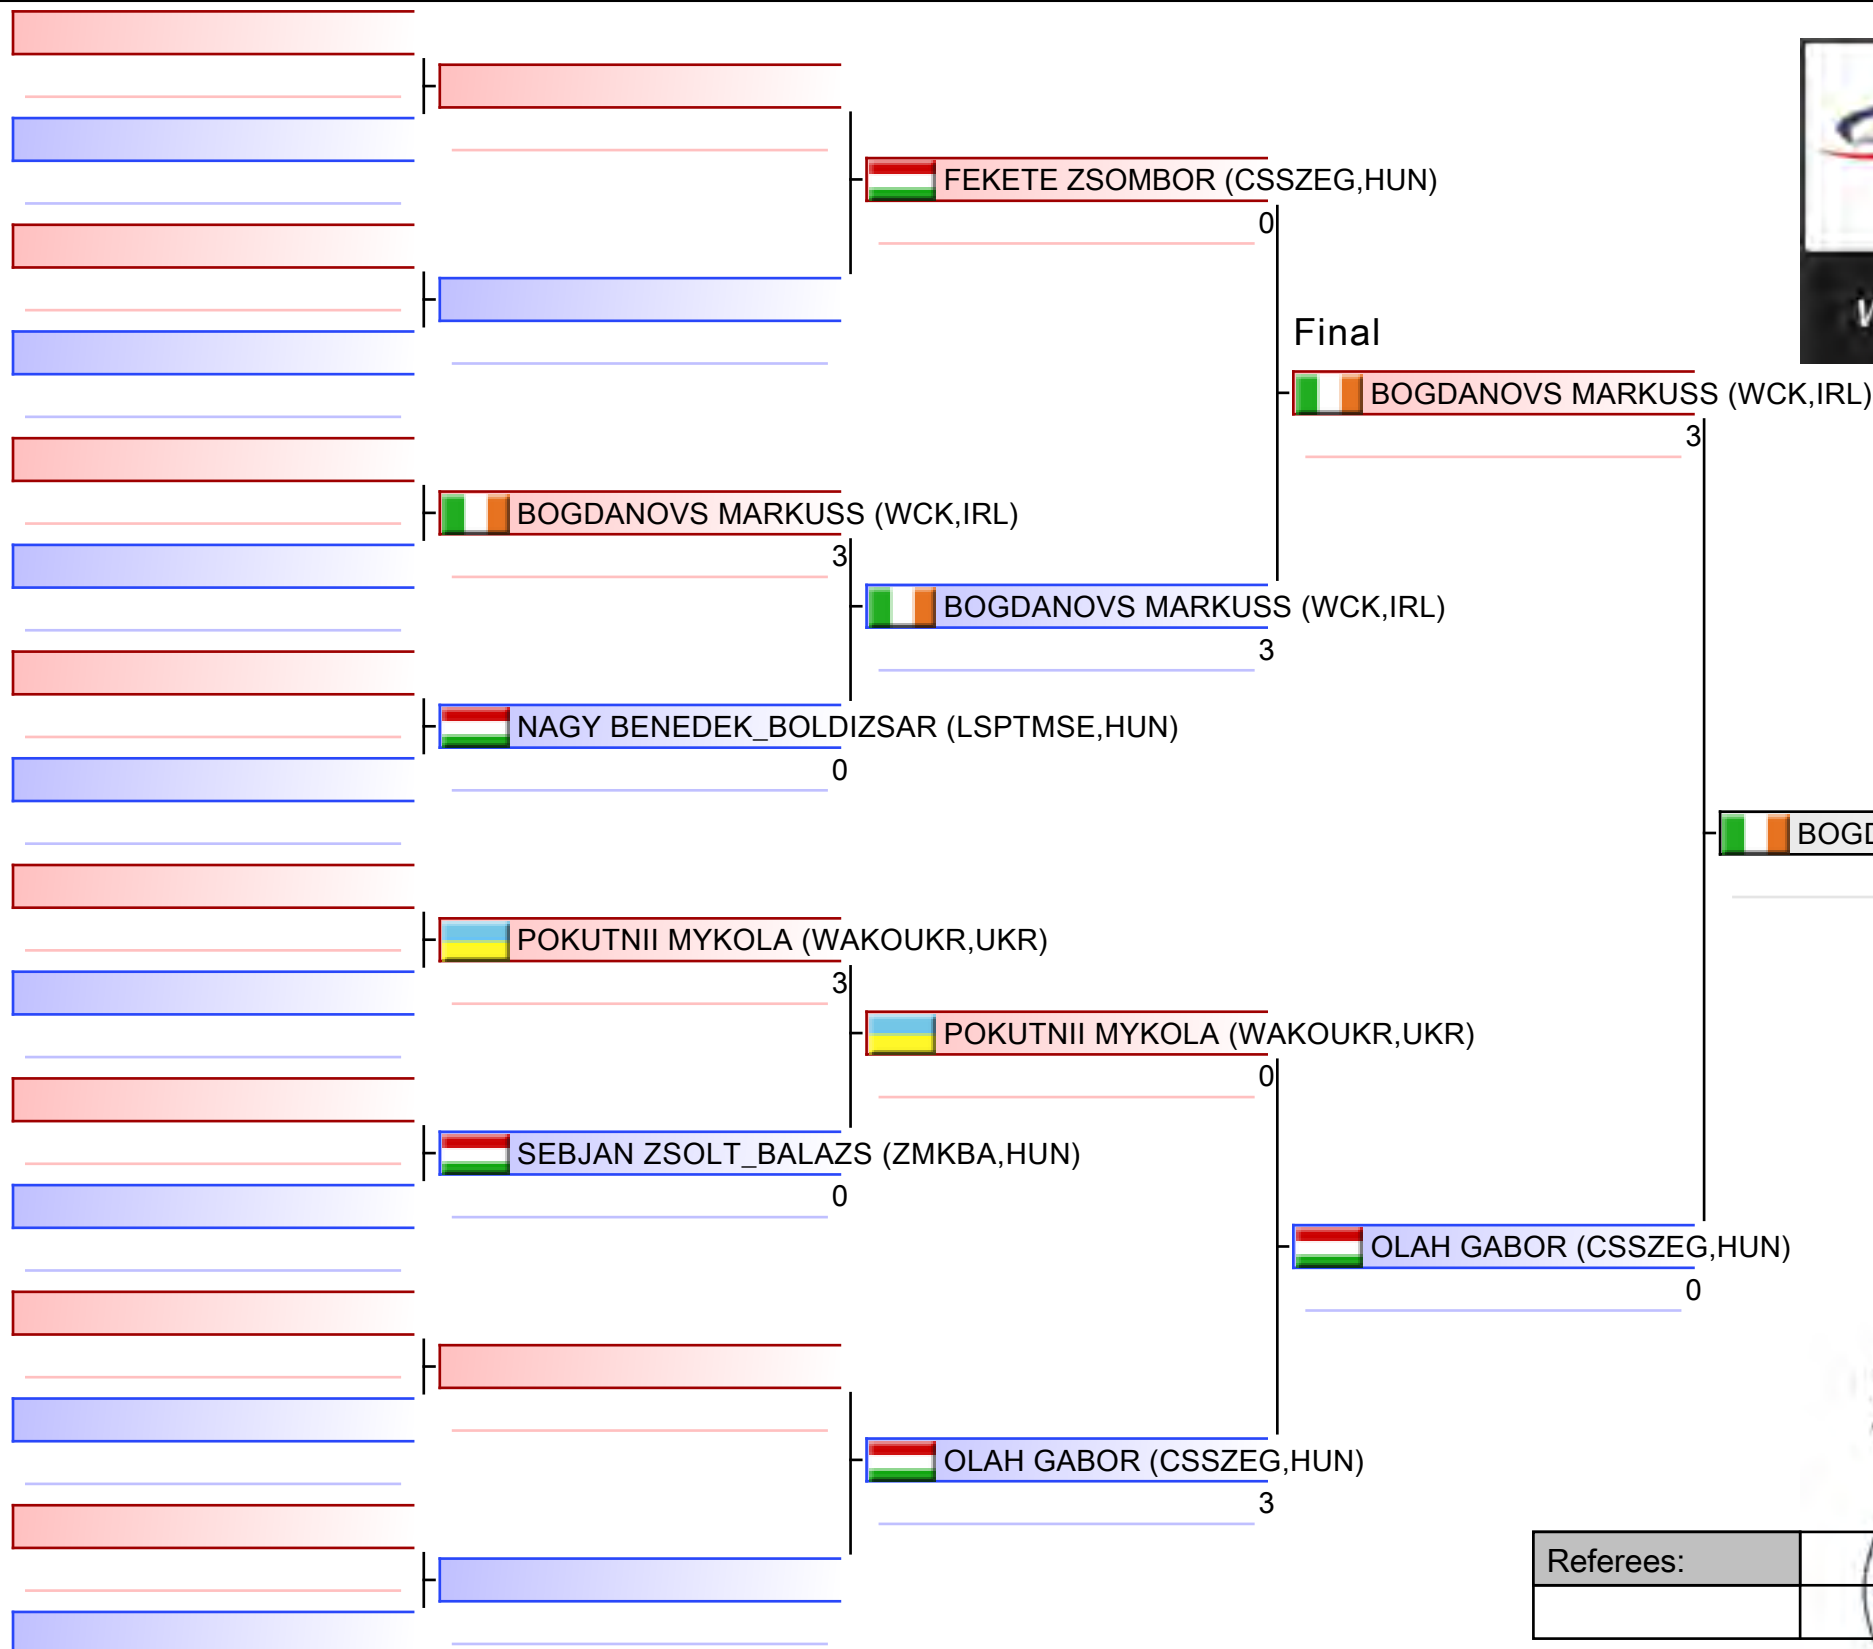 FEKETE ZSOMBOR (CSSZEG,HUN)
0
Final
BOGDANOVS MARKUSS (WCK,IRL)
3
BOGDANOVS MARKUSS (WCK,IRL)
3
BOGDANOVS MARKUSS (WCK,IRL)
3
NAGY BENEDEK_BOLDIZSAR (LSPTMSE,HUN)
0
BOGD
POKUTNII MYKOLA (WAKOUKR,UKR)
3
POKUTNII MYKOLA (WAKOUKR,UKR)
0
SEBJAN ZSOLT_BALAZS (ZMKBA,HUN)
0
OLAH GABOR (CSSZEG,HUN)
0
OLAH GABOR (CSSZEG,HUN)
3
Referees: